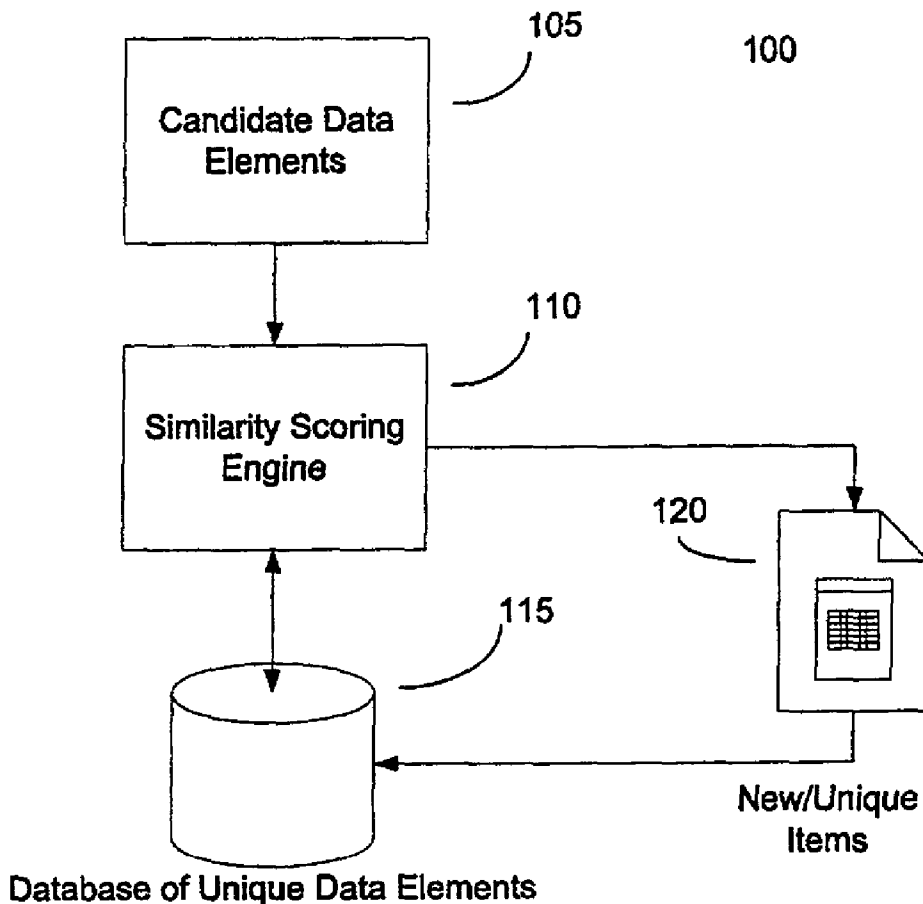 105
100
Candidate Data
Elements
110
Similarity Scoring
Engine
120
115
New/Unique
Items
Database of Unique Data Elements